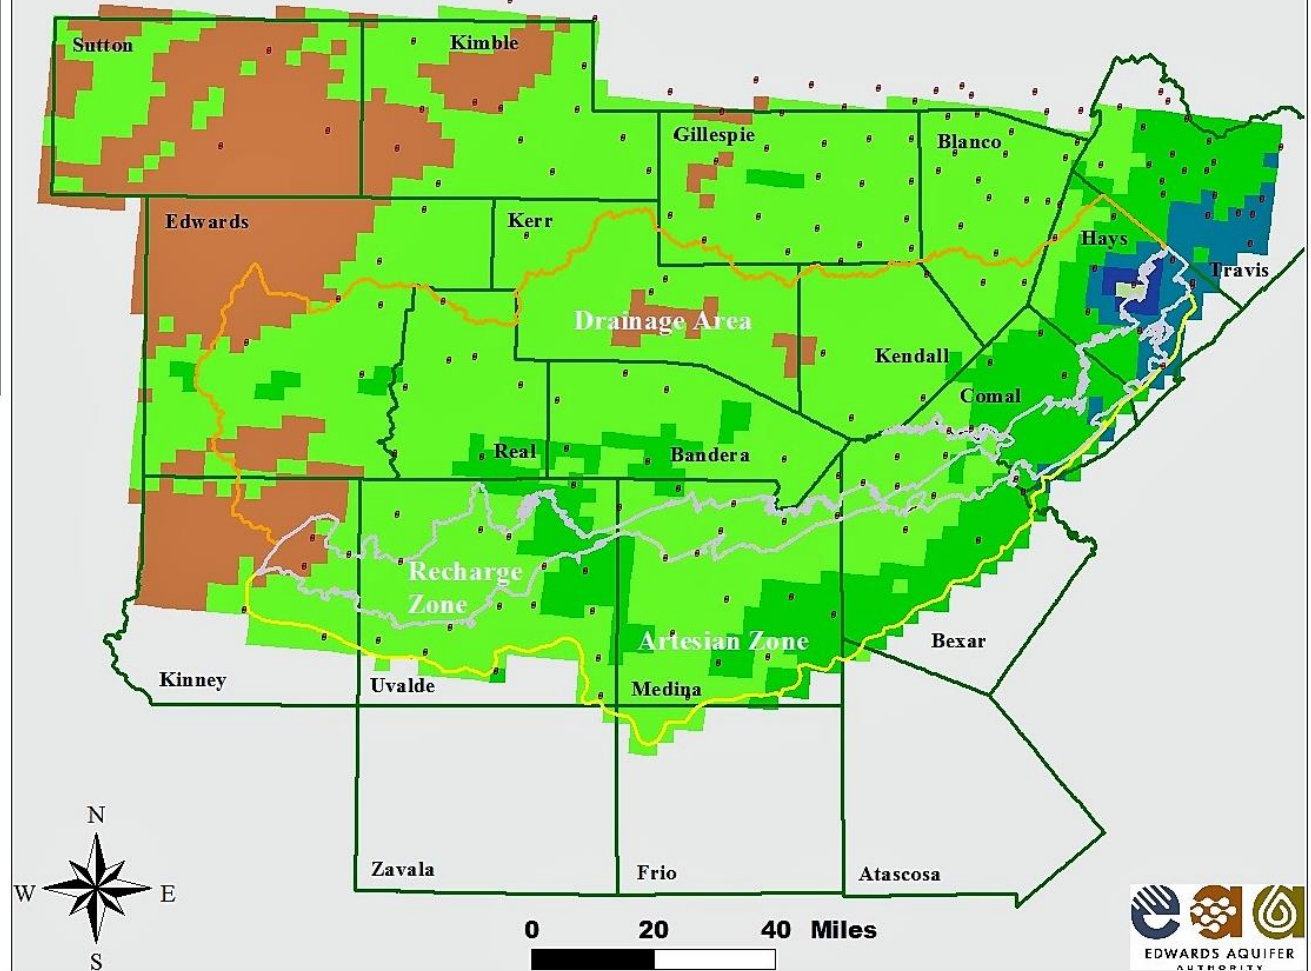 Sutton
Kimble
Gillespie
Blanco
Edwards
Kerr
Hays
Travis
Drainage Area
Kendall
Comal
Real
Bandera
Recharge
Zone
Artesian Zone
Bexar
Kinney
Uvalde
Medina
N
Zavala
Frio
Atascosa
W
E
0 20 40 Miles
S
EDWARDS AQUIFER
AUTHORITY